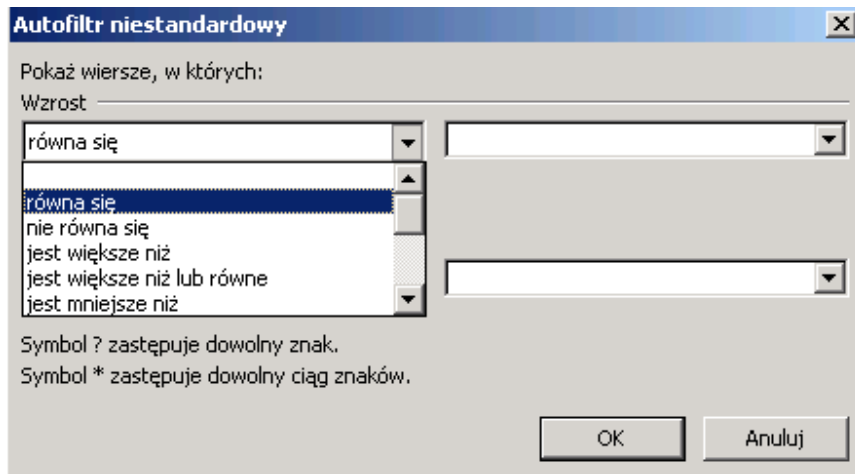 Autofiltr niestandardowy
Pokaż wiersze, w których:
Wzrost
równa się
równa się
nie równa się
jest większe niż
jest większe niż lub równe
jest mniejsze niż
Symbol ? zastępuje dowolny znak.
Symbol * zastępuje dowolny ciąg znaków.
OK Anuluj